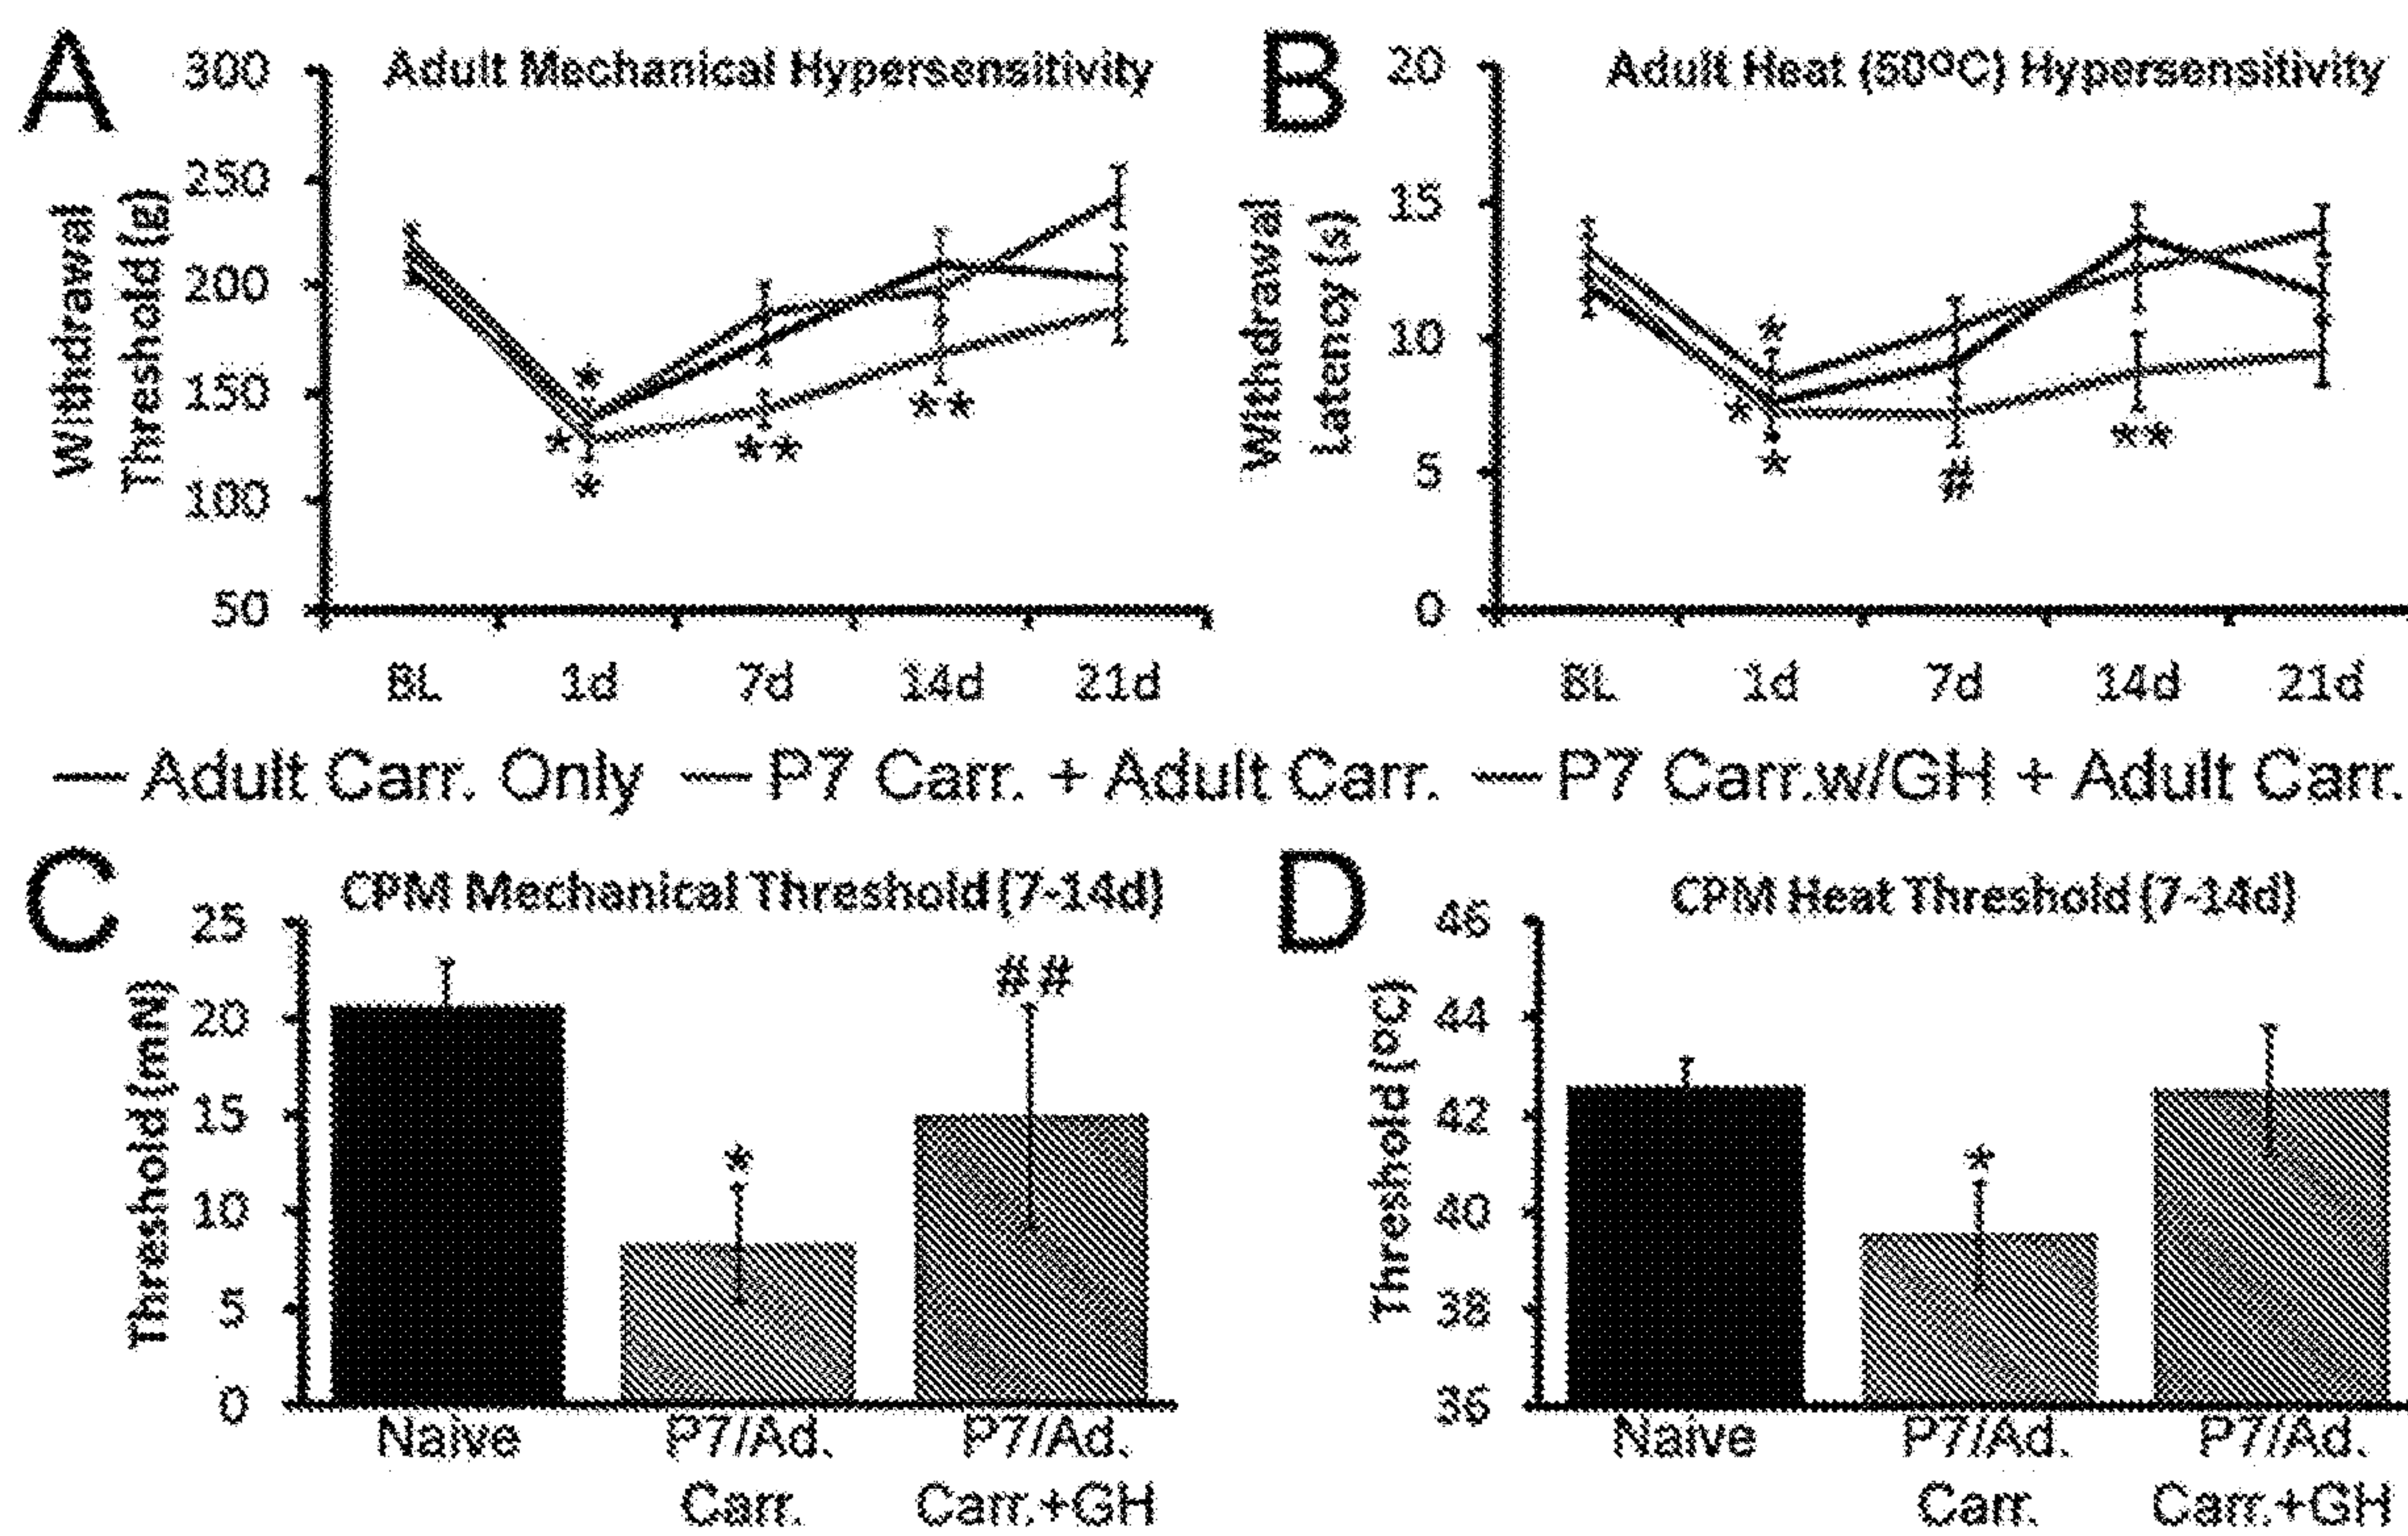 A
Adult Mechanical Hypersensitivity
Withdrawal
Threshold (g)
300
250
200
150
100
50
*
*
*
**
**
BL 1d 7d 14d 21d
B
Adult Heat (50ºC) Hypersensitivity
Withdrawal
Latency (s)
20
15
10
5
0
*
*
*
#
**
BL 1d 7d 14d 21d
Adult Carr. Only P7 Carr. + Adult Carr. P7 Carr.w/GH + Adult Carr.
C
CPM Mechanical Threshold (7-14d)
Threshold (mN)
25
20
15
10
5
0
*
##
Naive P7/Ad. P7/Ad.
Carr. Carr.+GH
D
CPM Heat Threshold (7-14d)
Threshold (ºC)
46
44
42
40
38
36
*
Naive P7/Ad. P7/Ad.
Carr. Carr.+GH